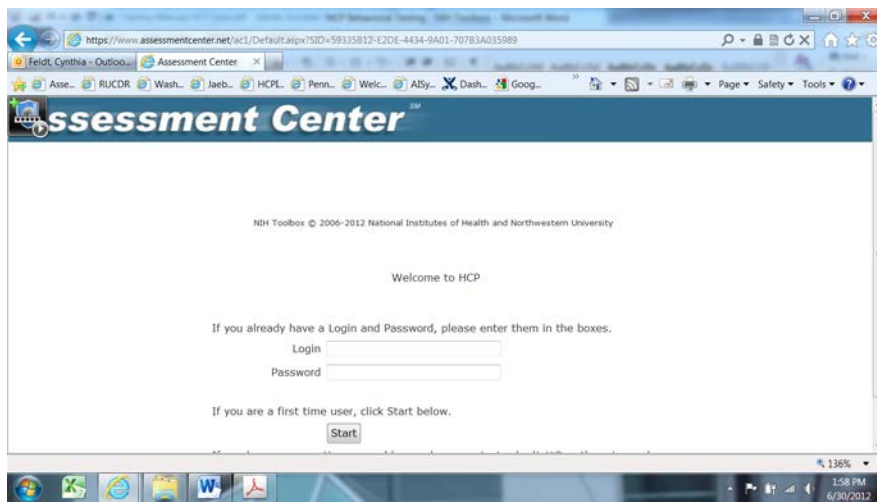 https://www.assessmentcenter.net/ac1/Default.aspx?SID=59335B12-E2DE-4434-9A01-707B3A035989
Feldt, Cynthia - Outloo...
Assessment Center
Asse... RUCDR Wash... Jaeb... HCPL... Penn... Welc... AlSy... Dash... Goog... Page Safety Tools
ssessment Center SM
NIH Toolbox © 2006-2012 National Institutes of Health and Northwestern University
Welcome to HCP
If you already have a Login and Password, please enter them in the boxes.
Login
Password
If you are a first time user, click Start below.
Start
136%
1:58 PM
6/30/2012